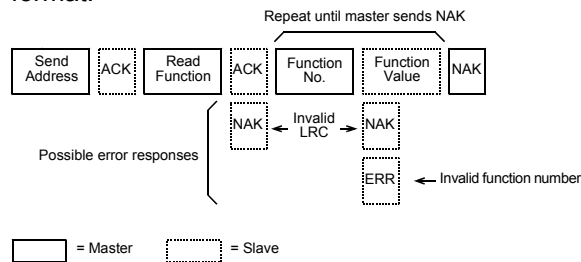 format:
Repeat until master sends NAK
Send Address
ACK
Read Function
ACK
Function No.
Function Value
NAK
NAK
Invalid LRC
NAK
Possible error responses
ERR
Invalid function number
= Master
= Slave